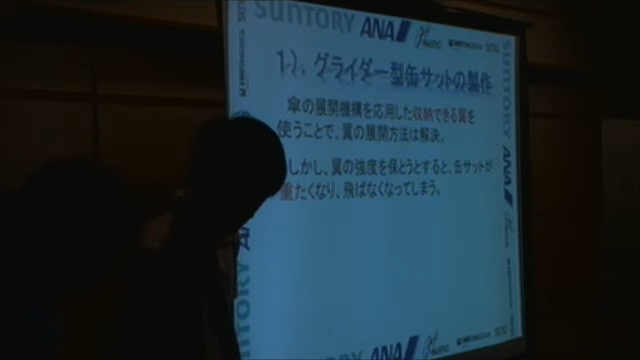 SUNTORY ANA
1-)、グライダー型缶サットの製作
傘の展開機構を応用した収納できる翼を
使うことで、翼の展開方法は解決。
しかし、翼の強度を保とうとすると、缶サットが
重たくなり、飛ばなくなってしまう。
SUNTORY ANA
SUNTORY ANA